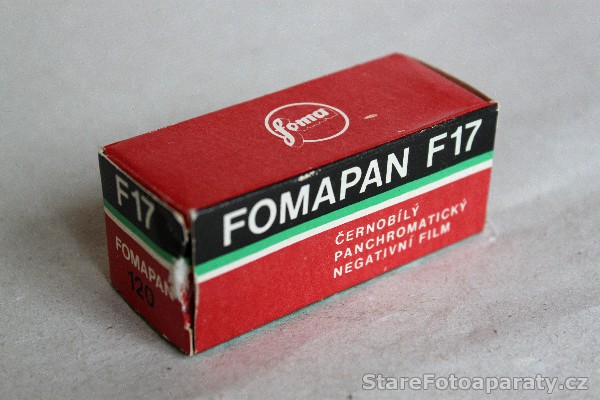 foma
FOMAPAN F17
ČERNOBÍLÝ
PANCHROMATICKÝ
NEGATIVNÍ FILM
F17
FOMAPAN
120
StareFotoaparaty.cz